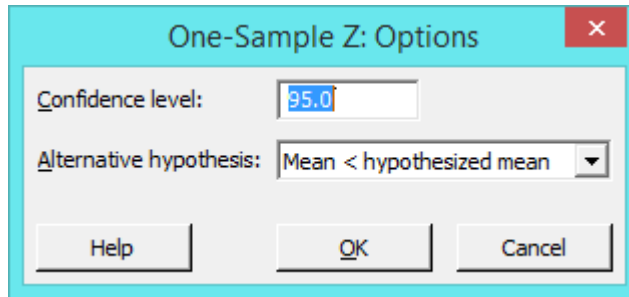 One-Sample Z: Options
Confidence level: 95.0
Alternative hypothesis: Mean < hypothesized mean
Help OK Cancel